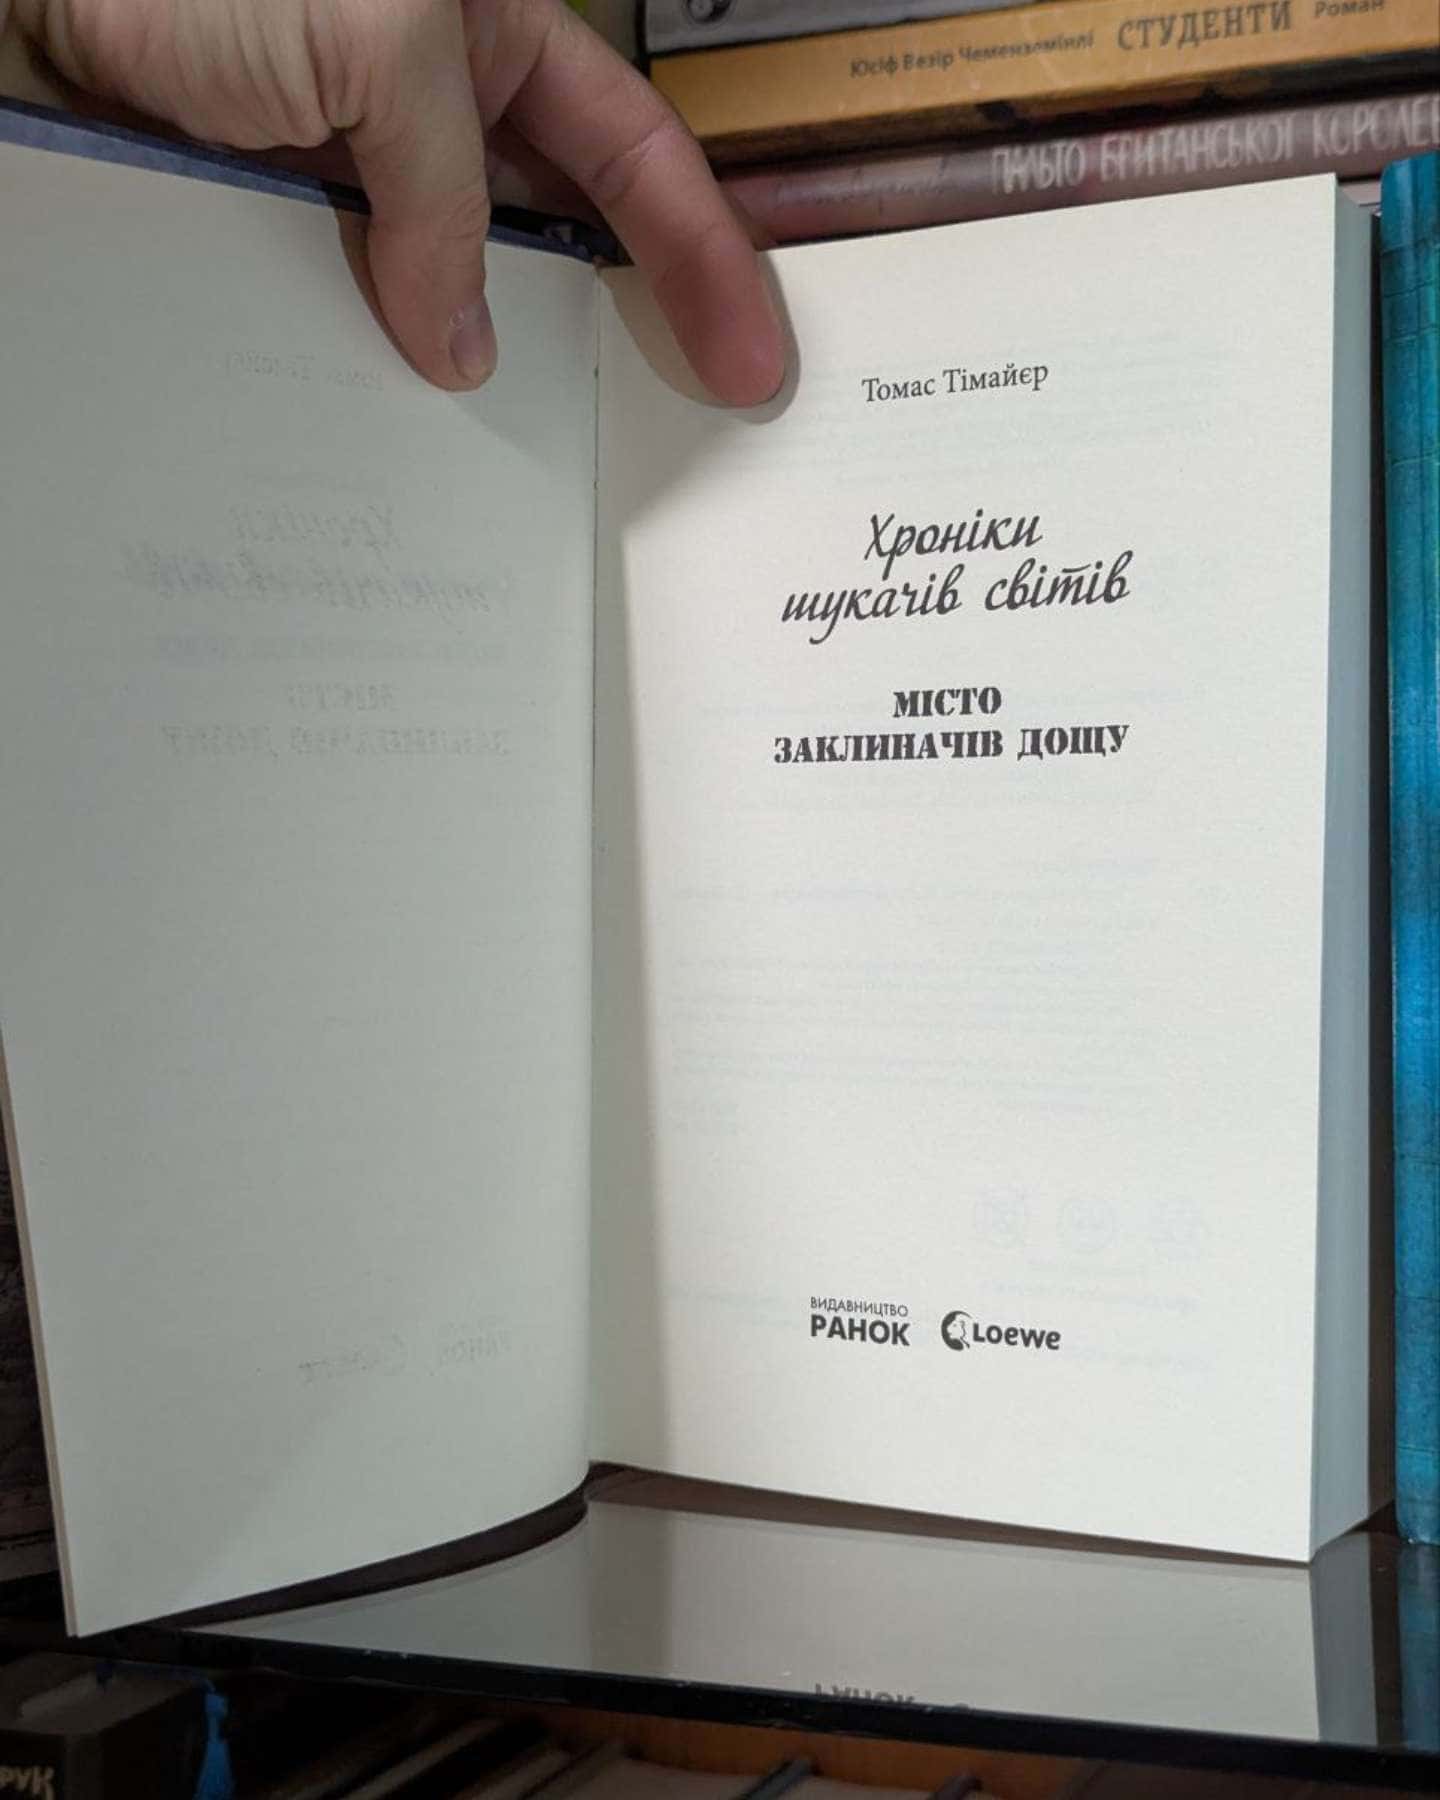 СТУДЕНТИ Роман
Юсіф Везір Чеменземінлі
ПАЛЬТО БРИТАНСЬКОЇ КОРОЛЕ
Томас Тімайєр
Хроніки
шукачів світів
МІСТО
ЗАКЛИНАЧІВ ДОЩУ
ВИДАВНИЦТВО
РАНОК
Loewe
РУК